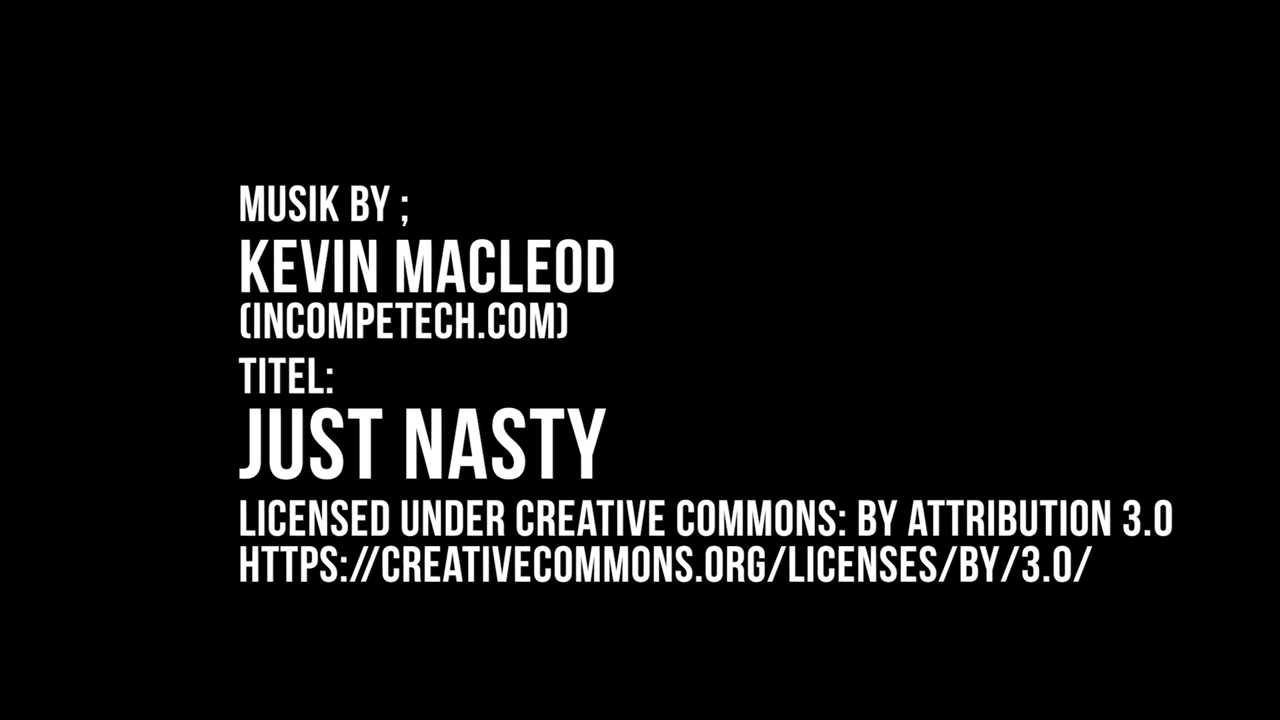 MUSIK BY ;
KEVIN MACLEOD
(INCOMPETECH.COM)
TITEL:
JUST NASTY
LICENSED UNDER CREATIVE COMMONS: BY ATTRIBUTION 3.0
HTTPS://CREATIVECOMMONS.ORG/LICENSES/BY/3.0/